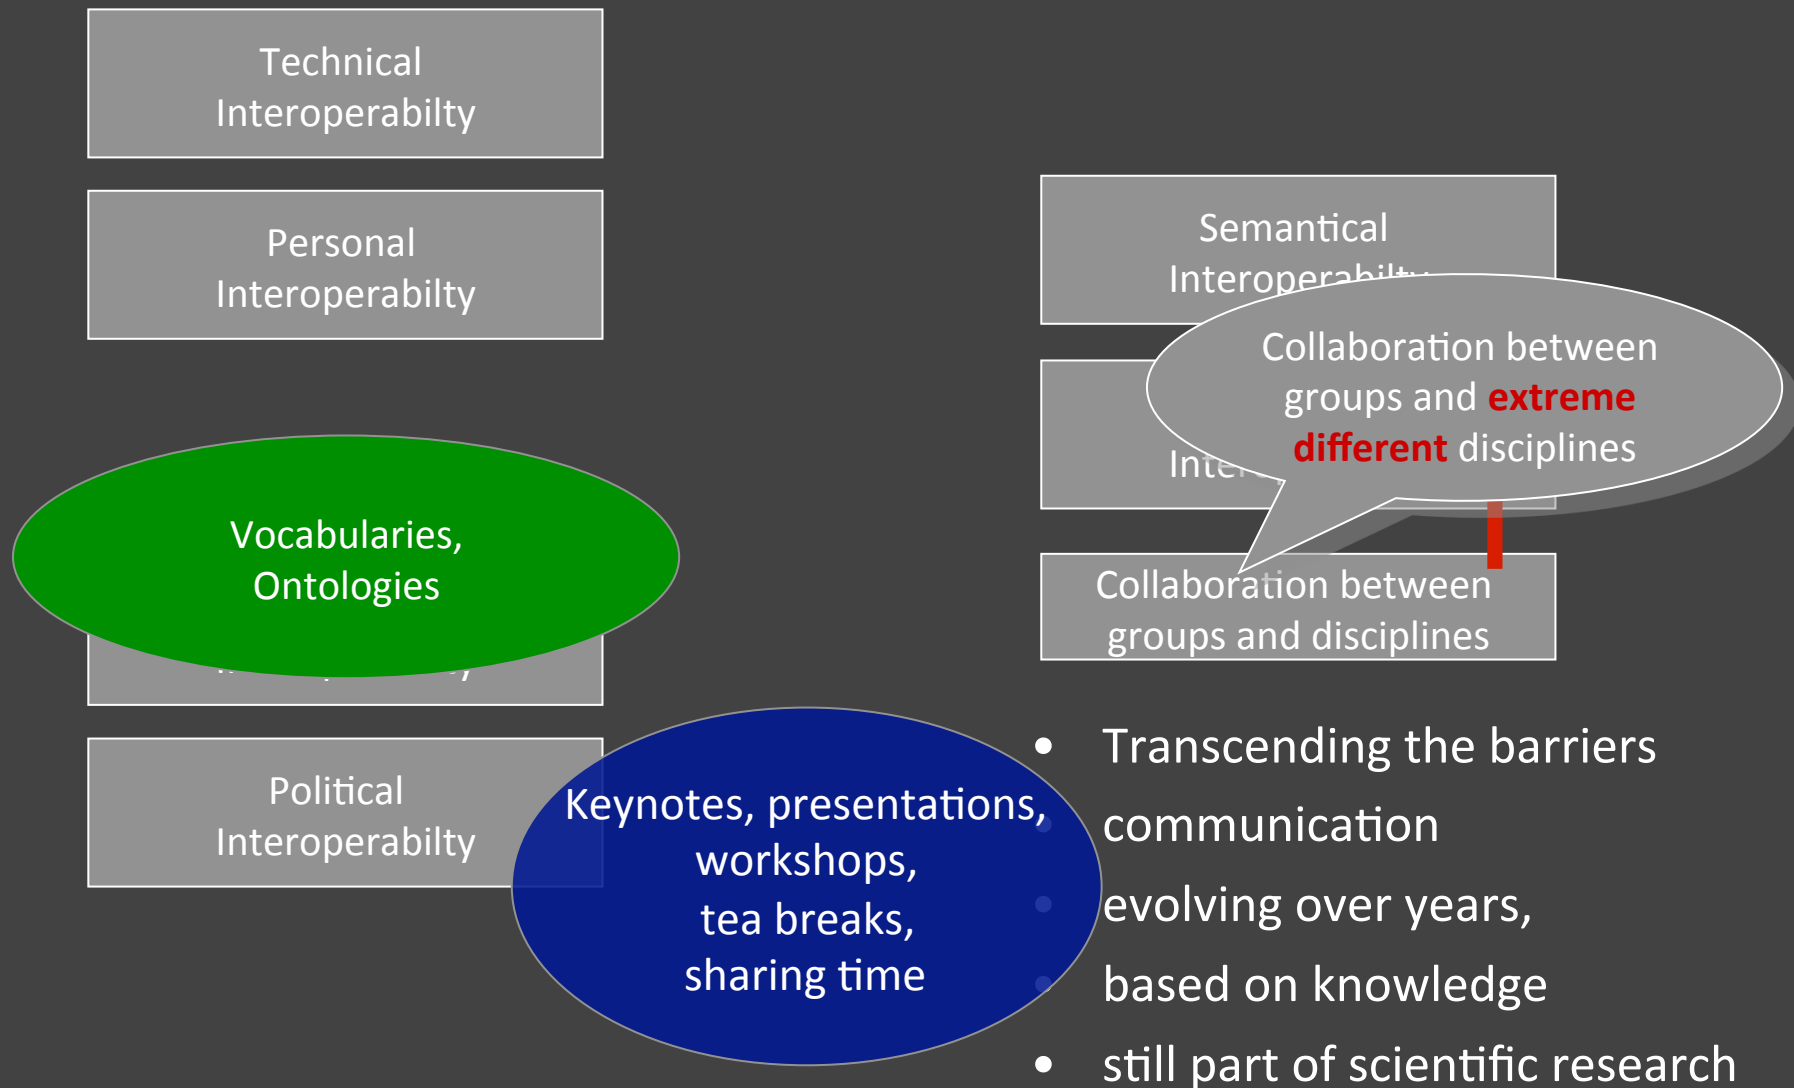 Technical
Interoperabilty
Personal
Interoperabilty
Vocabularies,
Ontologies
Political
Interoperabilty
Keynotes, presentations,
workshops,
tea breaks,
sharing time
Semantical
Interoperabilty
Collaboration between
groups and extreme
different disciplines
Collaboration between
groups and disciplines
• Transcending the barriers
• communication
• evolving over years,
• based on knowledge
• still part of scientific research